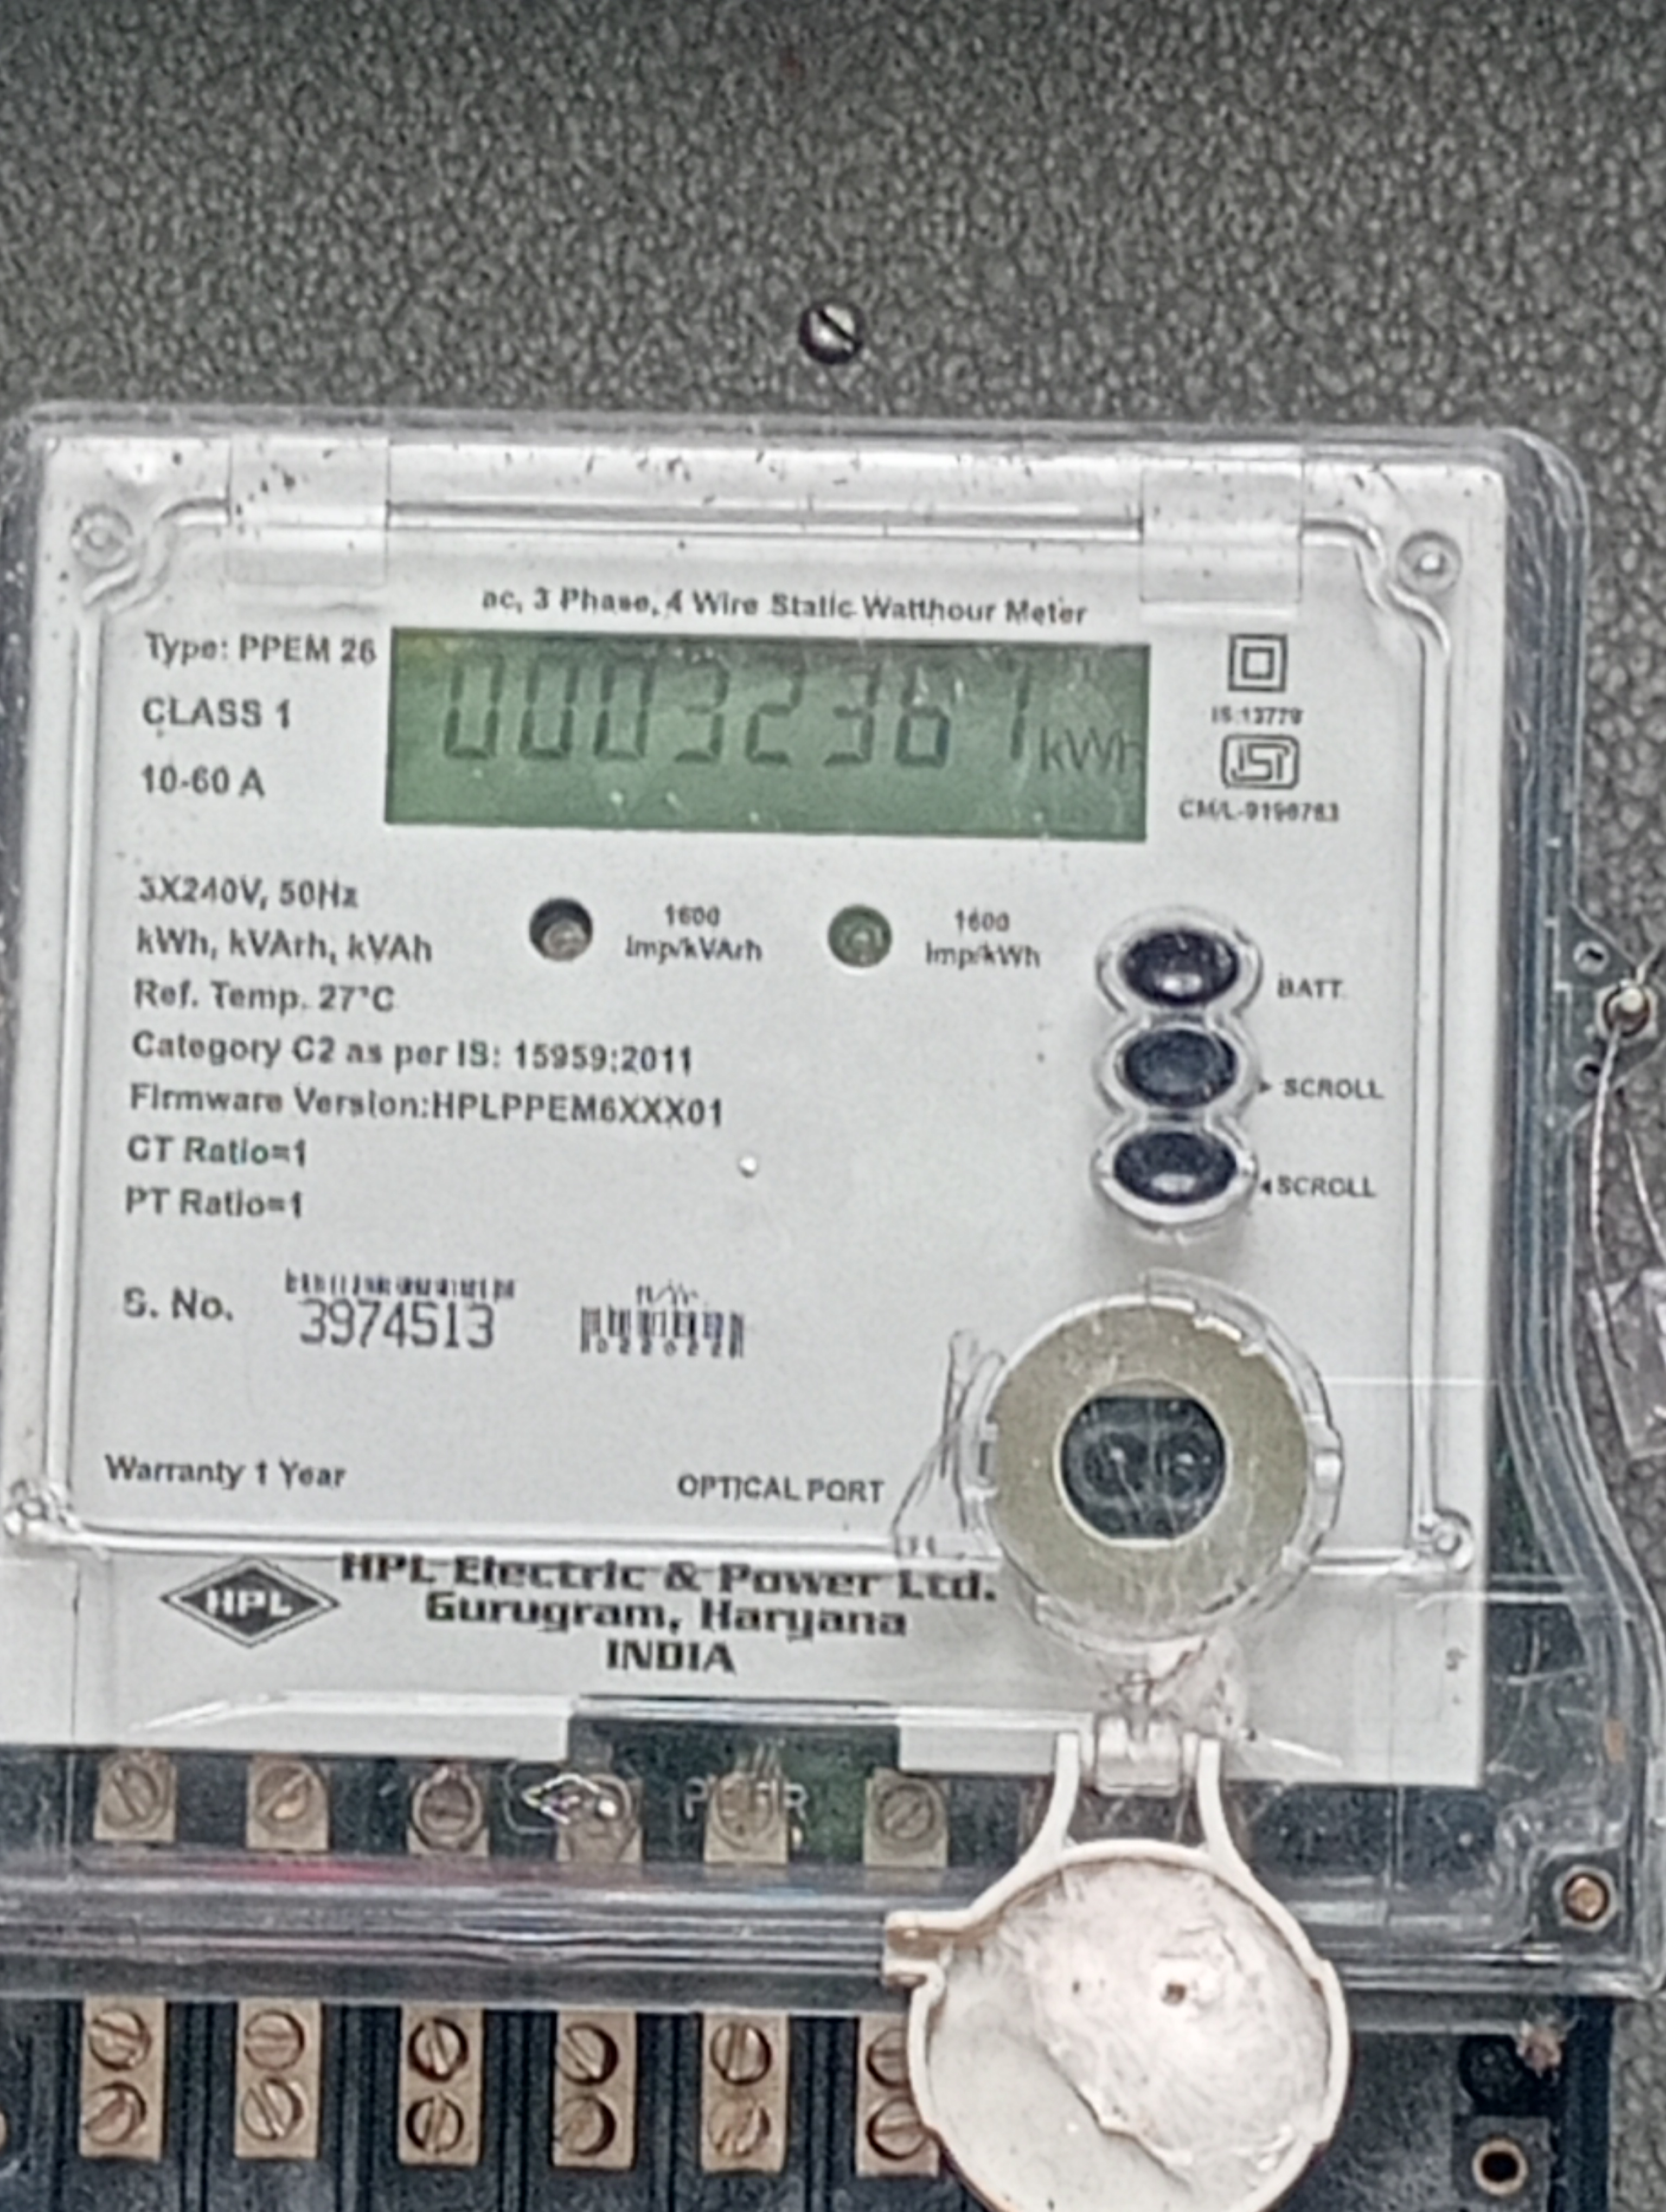 ac, 3 Phase, 4 Wire Static Watthour Meter
Type: PPEM 26
CLASS 1
10-60 A
kWh
IS:13779
ISI
3X240V, 50Hz
kWh, kVArh, kVAh
Ref. Temp. 27°C
Category C2 as per IS: 15959:2011
Firmware Version:HPLPPEM6XXX01
CT Ratio=1
PT Ratio=1
1600
Imp/kVArh
1600
Imp/kWh
BATT.
SCROLL
SCROLL
S. No. 3974513
Warranty 1 Year
OPTICAL PORT
HPL
HPL Electric & Power Ltd.
Gurugram, Haryana
INDIA